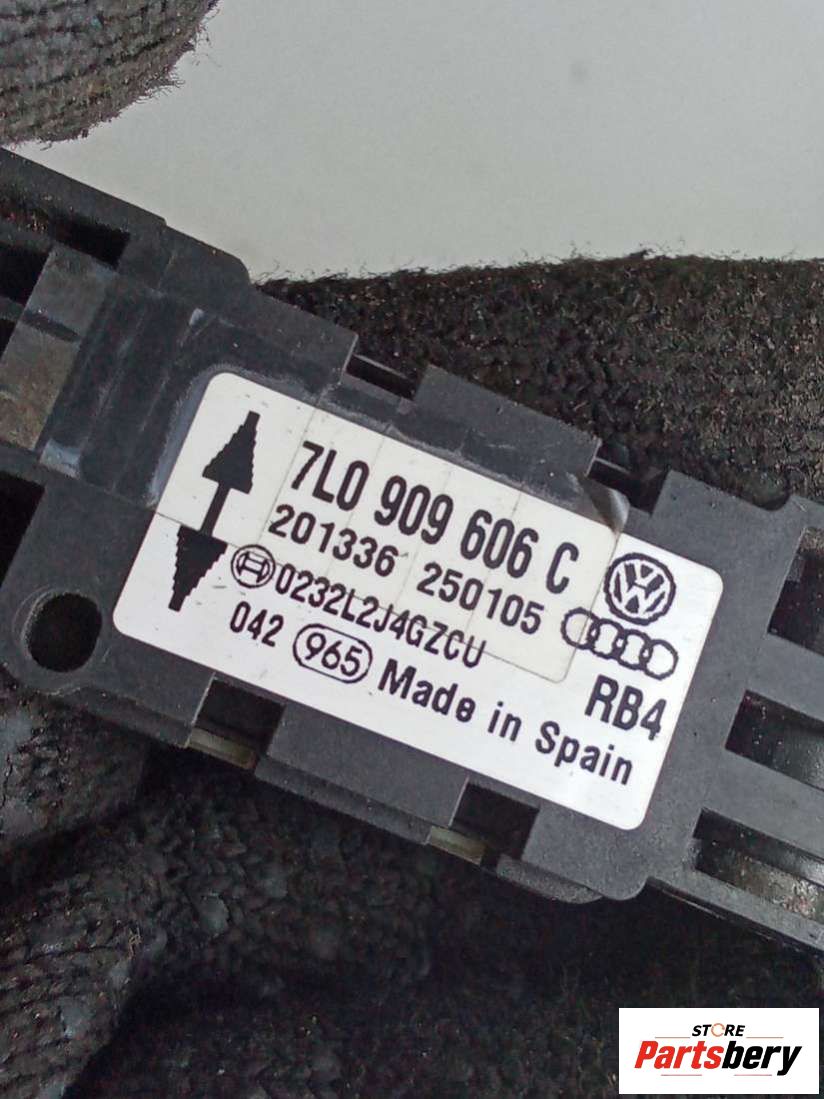 7L0 909 606 C
201336 250105
0232L2J4GZCU
042 965 Made in Spain
RB4
STORE
Partsbery